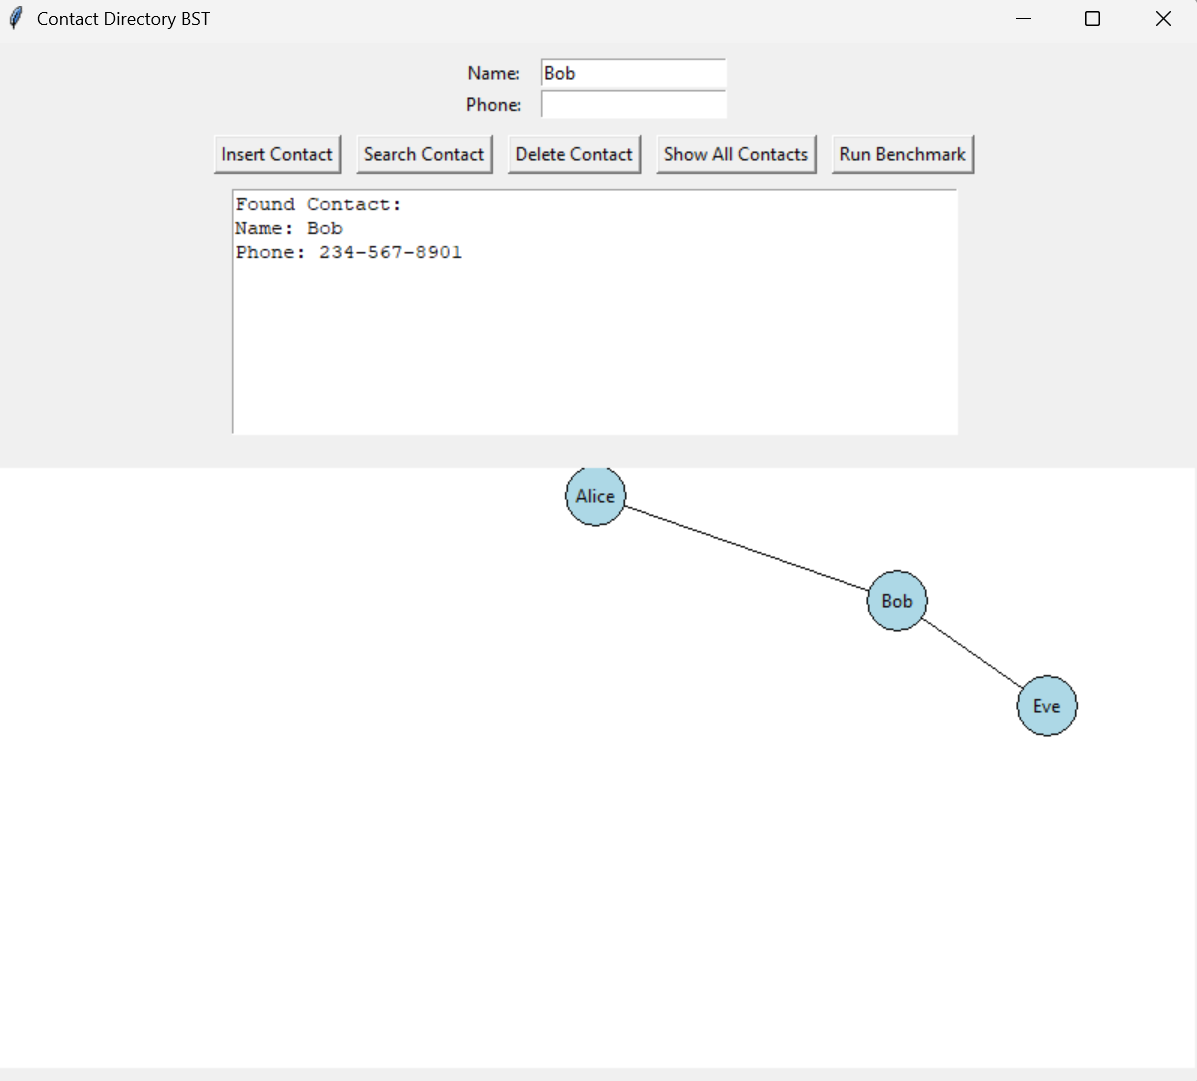 Contact Directory BST
Name: Bob
Phone:
Insert Contact Search Contact Delete Contact Show All Contacts Run Benchmark
Found Contact:
Name: Bob
Phone: 234-567-8901
Alice
Bob
Eve